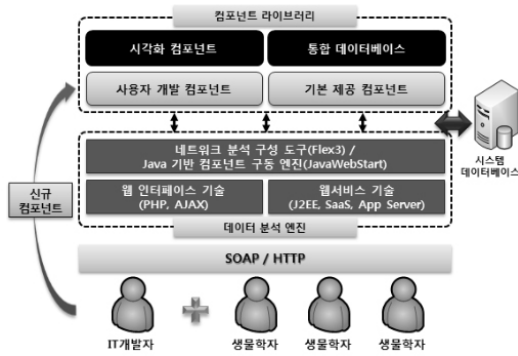 컴포넌트 라이브러리
시각화 컴포넌트
통합 데이터베이스
사용자 개발 컴포넌트
기본 제공 컴포넌트
네트워크 분석 구성 도구(Flex3) /
Java 기반 컴포넌트 구동 엔진(JavaWebStart)
웹 인터페이스 기술
(PHP, AJAX)
웹서비스 기술
(J2EE, SaaS, App Server)
데이터 분석 엔진
시스템
데이터베이스
신규
컴포넌트
SOAP / HTTP
IT개발자
생물학자
생물학자
생물학자